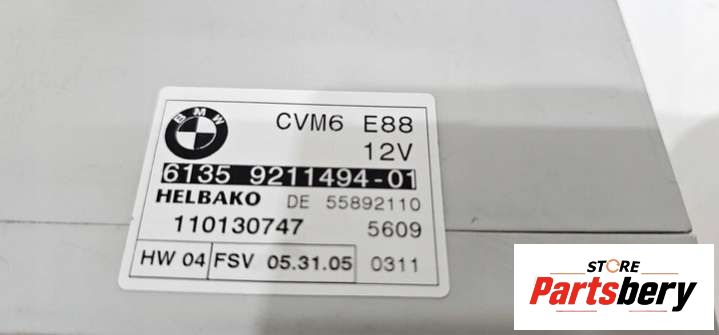 BMW
CVM6 E88
12V
6135 9211494-01
HELBAKO DE 55892110
110130747 5609
HW 04 FSV 05.31.05 0311
STORE
Partsbery